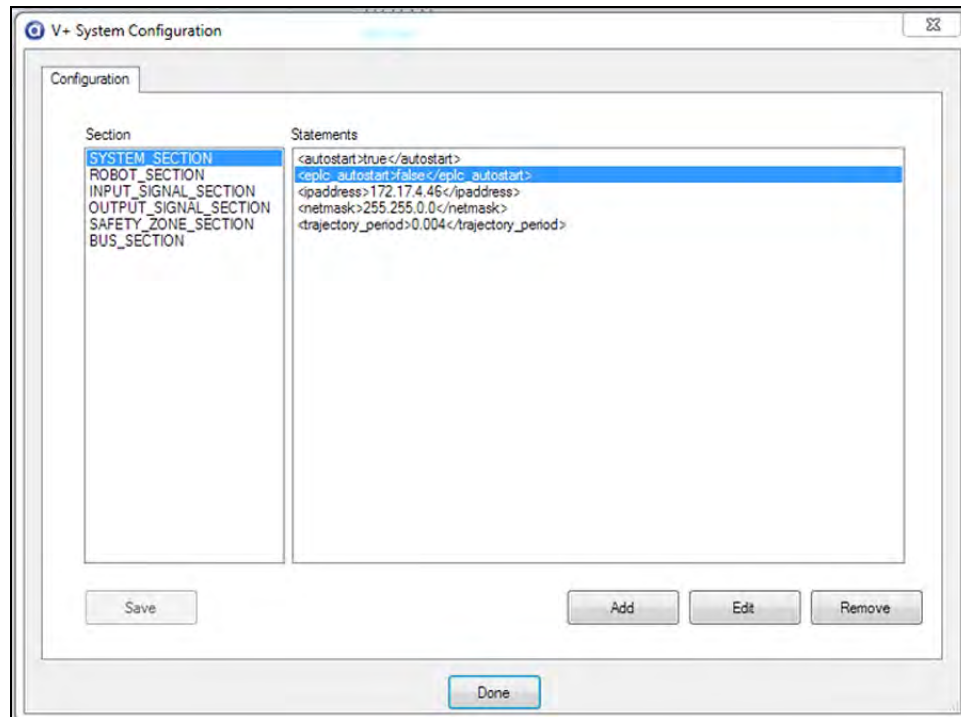 V+ System Configuration
Configuration
Section
Statements
SYSTEM_SECTION
ROBOT_SECTION
INPUT_SIGNAL_SECTION
OUTPUT_SIGNAL_SECTION
SAFETY_ZONE_SECTION
BUS_SECTION
<autostart>true</autostart>
<eplc_autostart>false</eplc_autostart>
<ipaddress>172.17.4.46</ipaddress>
<netmask>255.255.0.0</netmask>
<trajectory_period>0.004</trajectory_period>
Save
Add
Edit
Remove
Done